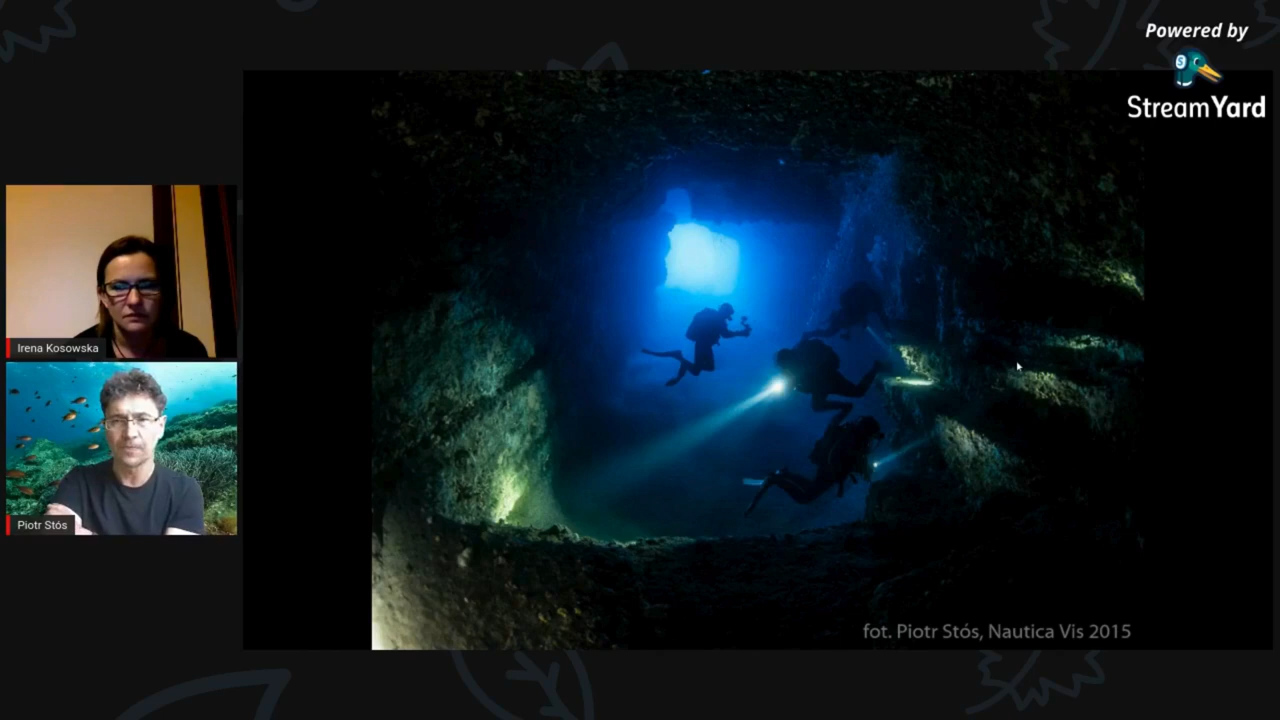 Powered by
StreamYard
Irena Kosowska
Piotr Stós
fot. Piotr Stós, Nautica Vis 2015